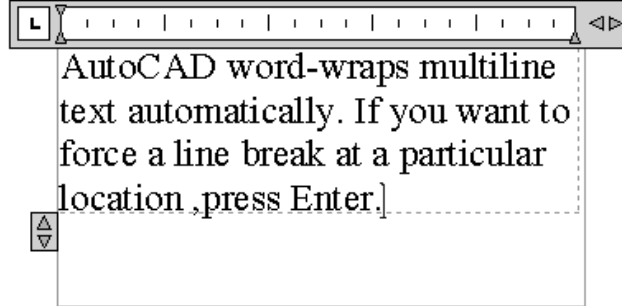 AutoCAD word-wraps multiline
text automatically. If you want to
force a line break at a particular
location ,press Enter.